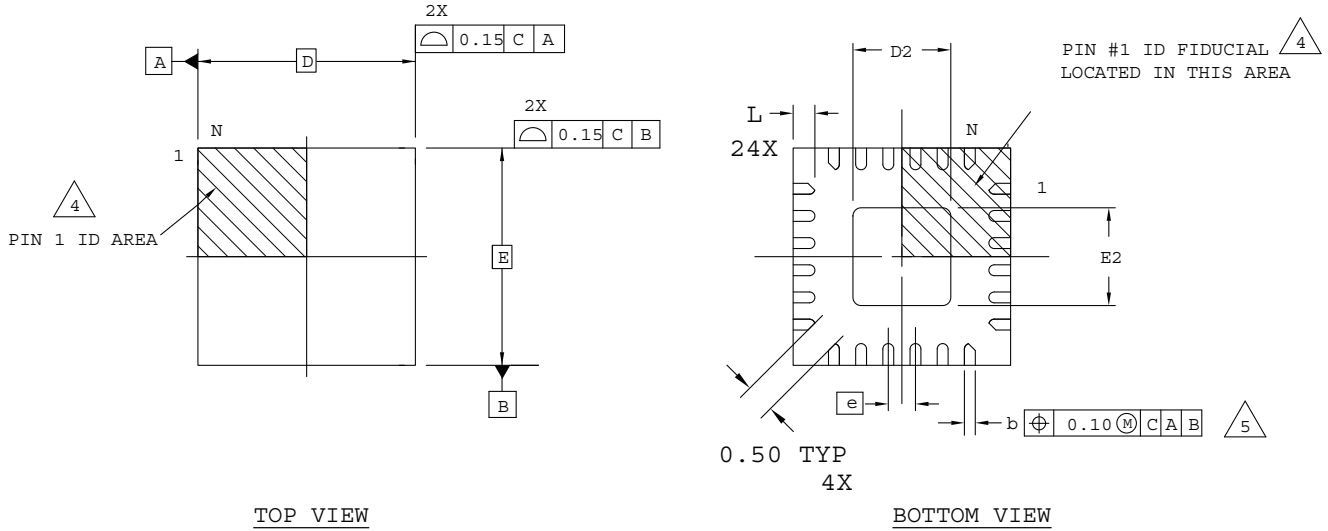 2X
0.15 C A
A
D
2X
0.15 C B
N
1
4
PIN 1 ID AREA
E
B
TOP VIEW
D2
PIN #1 ID FIDUCIAL 4
LOCATED IN THIS AREA
L
24X
N
1
E2
e
b 0.10 M C A B 5
0.50 TYP
4X
BOTTOM VIEW